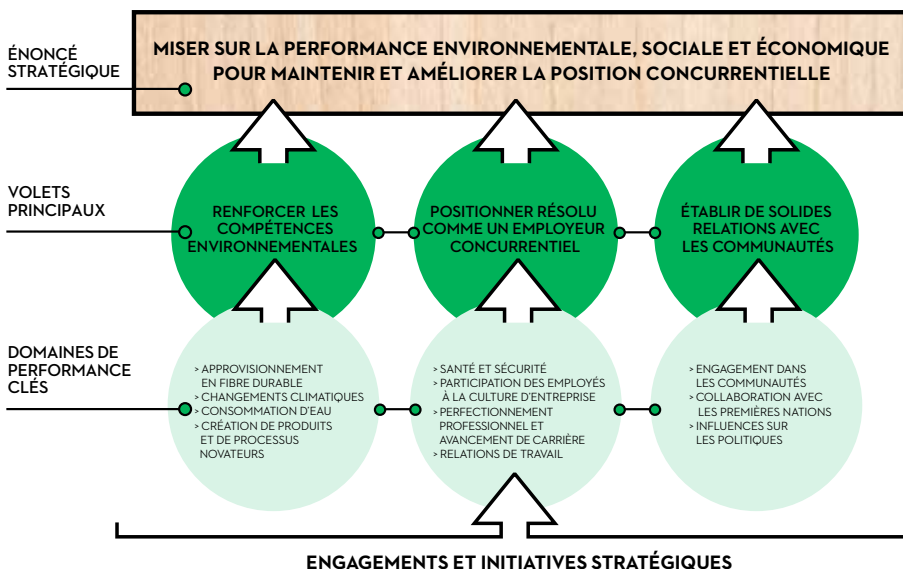 ÉNONCÉ
STRATÉGIQUE
MISER SUR LA PERFORMANCE ENVIRONNEMENTALE, SOCIALE ET ÉCONOMIQUE
POUR MAINTENIR ET AMÉLIORER LA POSITION CONCURRENTIELLE
VOLETS
PRINCIPAUX
RENFORCER LES
COMPÉTENCES
ENVIRONNEMENTALES
POSITIONNER RÉSOLU
COMME UN EMPLOYEUR
CONCURRENTIEL
ÉTABLIR DE SOLIDES
RELATIONS AVEC
LES COMMUNAUTÉS
DOMAINES DE
PERFORMANCE
CLÉS
> APPROVISIONNEMENT
EN FIBRE DURABLE
> CHANGEMENTS CLIMATIQUES
> CONSOMMATION D'EAU
> CRÉATION DE PRODUITS
ET DE PROCESSUS
NOVATEURS
> SANTÉ ET SÉCURITÉ
> PARTICIPATION DES EMPLOYÉS
À LA CULTURE D'ENTREPRISE
> PERFECTIONNEMENT
PROFESSIONNEL ET
AVANCEMENT DE CARRIÈRE
> RELATIONS DE TRAVAIL
> ENGAGEMENT DANS
LES COMMUNAUTÉS
> COLLABORATION AVEC
LES PREMIÈRES NATIONS
> INFLUENCES SUR
LES POLITIQUES
ENGAGEMENTS ET INITIATIVES STRATÉGIQUES